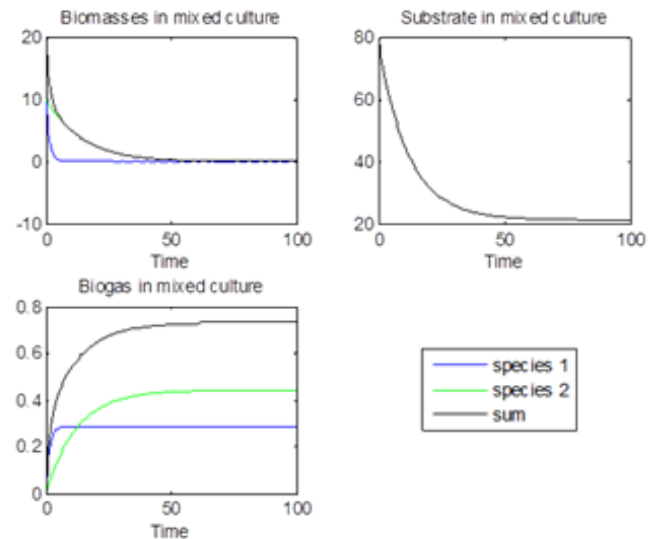 Biomasses in mixed culture
20
10
0
-10
0 50 100
Time
Substrate in mixed culture
80
60
40
20
0 50 100
Time
Biogas in mixed culture
0.8
0.6
0.4
0.2
0
0 50 100
Time
species 1
species 2
sum